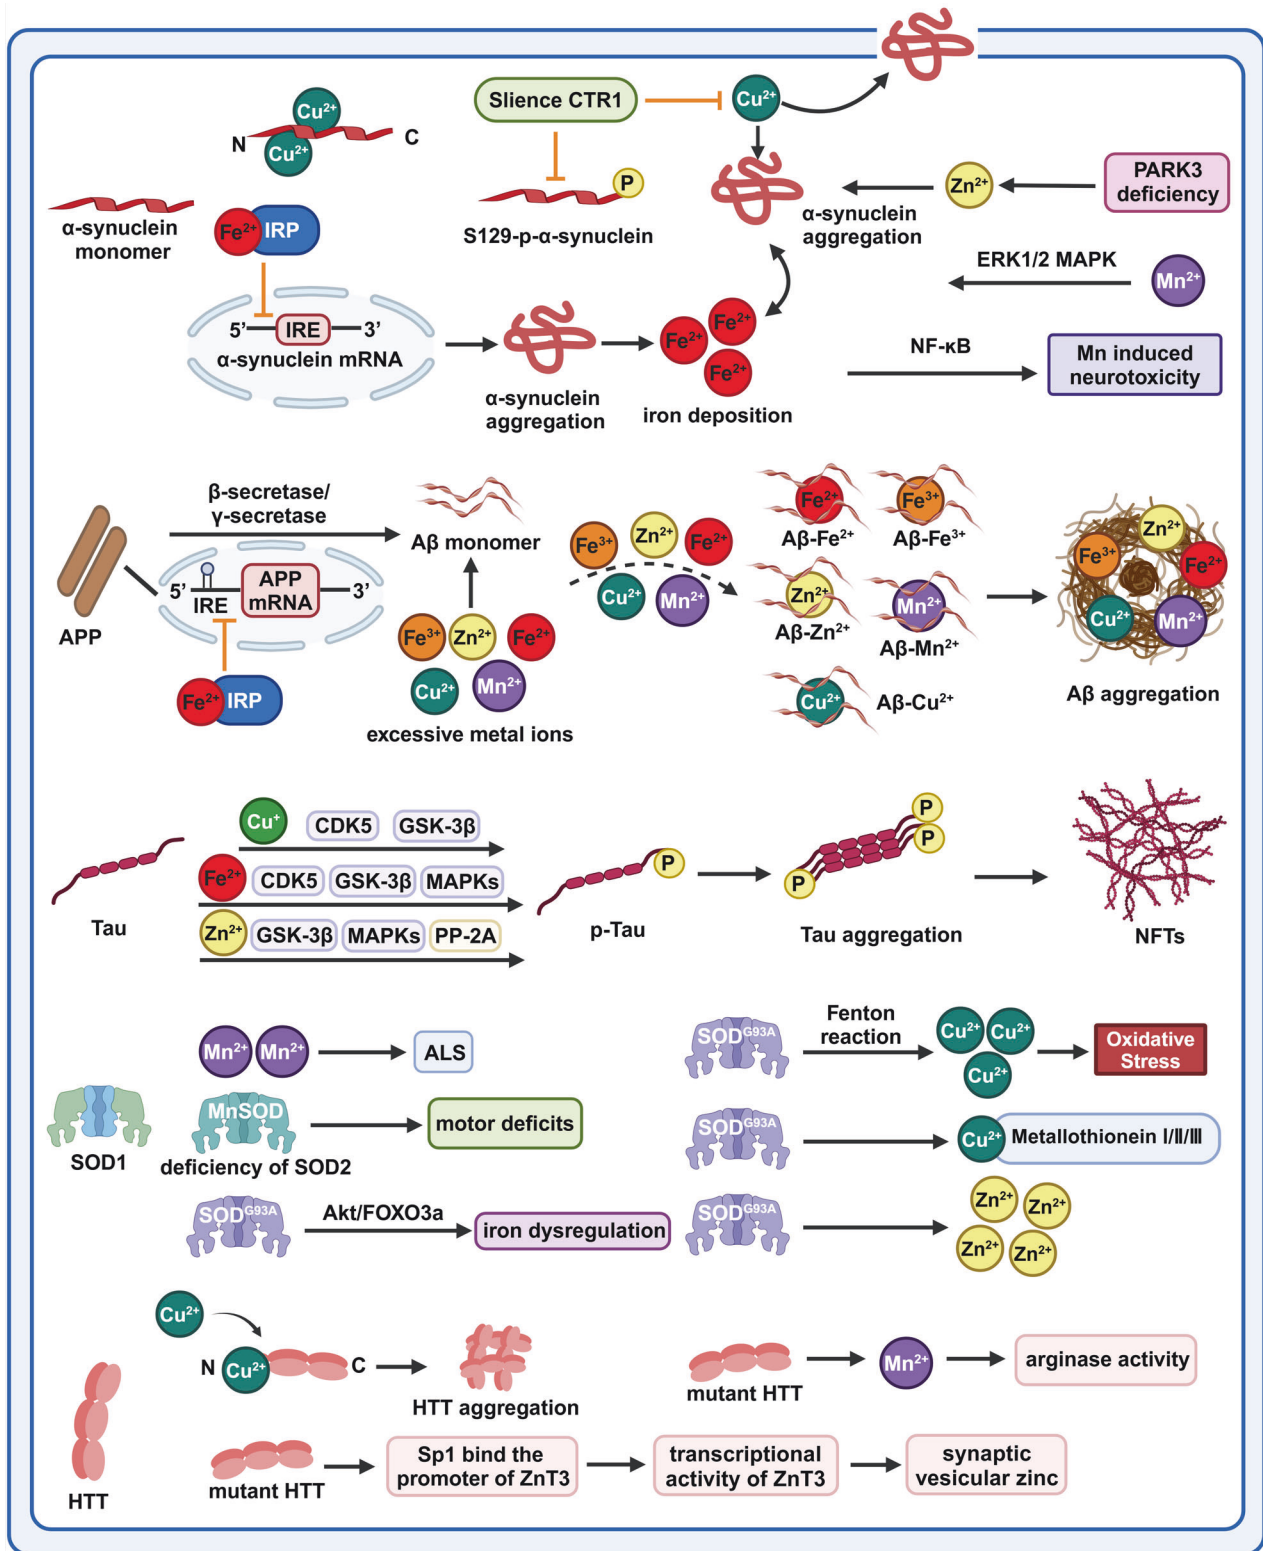 Cu²⁺
N
C
Cu²⁺
Slience CTR1
Cu²⁺
P
S129-p-α-synuclein
α-synuclein
monomer
Fe²⁺
IRP
α-synuclein
aggregation
Zn²⁺
PARK3
deficiency
ERK1/2 MAPK
Mn²⁺
5’
IRE
3’
α-synuclein mRNA
α-synuclein
aggregation
Fe²⁺
Fe²⁺
Fe²⁺
iron deposition
NF-κB
Mn induced
neurotoxicity
β-secretase/
γ-secretase
APP
5’
IRE
APP
mRNA
3’
Fe²⁺
IRP
Aβ monomer
Fe³⁺
Zn²⁺
Fe²⁺
Cu²⁺
Mn²⁺
excessive metal ions
Fe³⁺
Zn²⁺
Fe²⁺
Cu²⁺
Mn²⁺
Fe²⁺
Aβ-Fe²⁺
Fe³⁺
Aβ-Fe³⁺
Zn²⁺
Aβ-Zn²⁺
Mn²⁺
Aβ-Mn²⁺
Cu²⁺
Aβ-Cu²⁺
Zn²⁺
Fe³⁺
Fe²⁺
Cu²⁺
Mn²⁺
Aβ aggregation
Tau
Cu⁺
CDK5
GSK-3β
Fe²⁺
CDK5
GSK-3β
MAPKs
Zn²⁺
GSK-3β
MAPKs
PP-2A
P
p-Tau
P
P
P
Tau aggregation
NFTs
SOD1
Mn²⁺
Mn²⁺
ALS
MnSOD
deficiency of SOD2
motor deficits
SODᴳ⁹³ᴬ
Akt/FOXO3a
iron dysregulation
SODᴳ⁹³ᴬ
Fenton
reaction
Cu²⁺
Cu²⁺
Cu²⁺
Oxidative
Stress
SODᴳ⁹³ᴬ
Cu²⁺
Metallothionein Ⅰ/Ⅱ/Ⅲ
SODᴳ⁹³ᴬ
Zn²⁺
Zn²⁺
Zn²⁺
Zn²⁺
HTT
Cu²⁺
N
Cu²⁺
C
HTT aggregation
mutant HTT
Mn²⁺
arginase activity
mutant HTT
Sp1 bind the
promoter of ZnT3
transcriptional
activity of ZnT3
synaptic
vesicular zinc